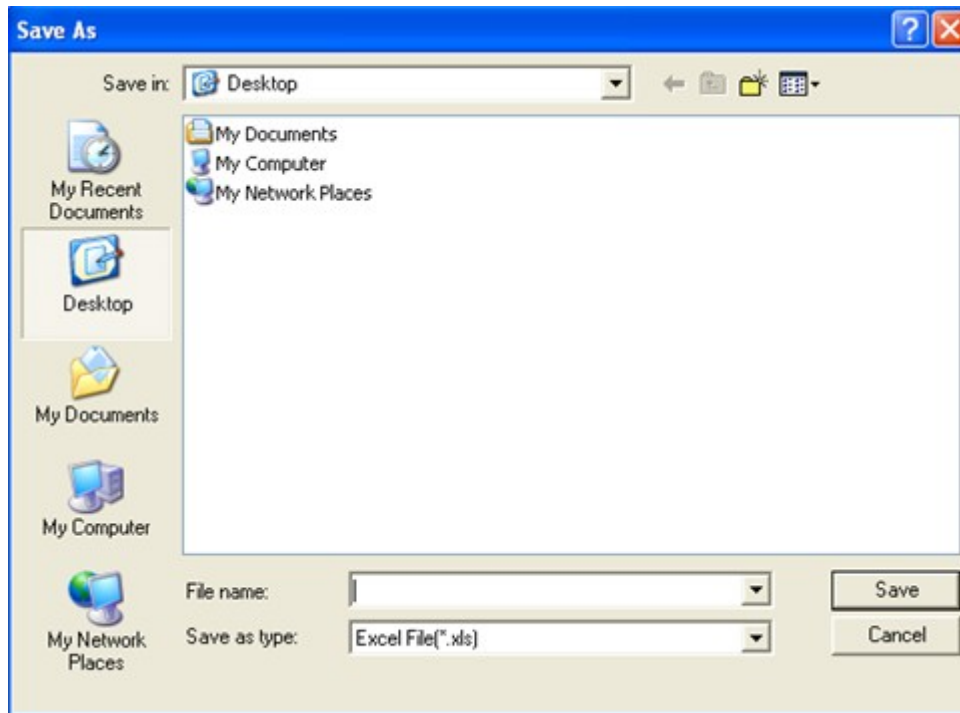 Save As
Save in:
Desktop
My Recent
Documents
Desktop
My Documents
My Computer
My Network
Places
My Documents
My Computer
My Network Places
File name:
Save
Save as type:
Excel File(*.xls)
Cancel